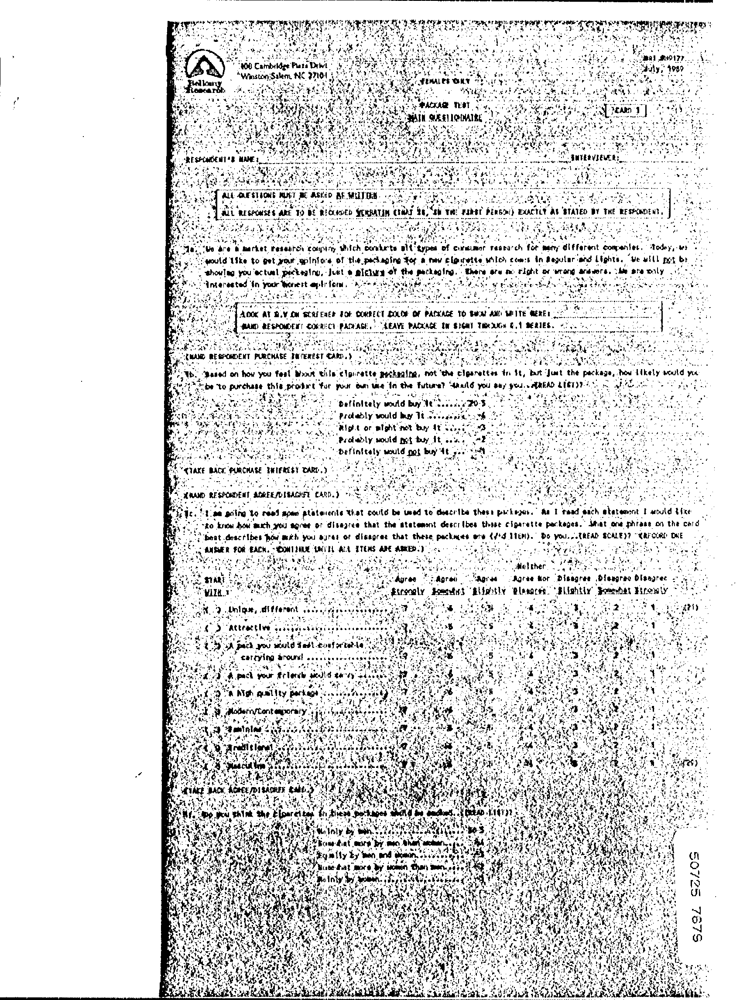 100 Cambridge Plaza Drive
Winston Salem, NC 27104
Bellomy
Research
July, 1989
FEMALES ONLY
PACKAGE TEST
MAIN QUESTIONNAIRE
CARD 1
RESPONDENT'S NAME:
INTERVIEWER:
ALL QUESTIONS MUST BE ASKED AS WRITTEN
ALL RESPONSES ARE TO BE RECORDED VERBATIM (THAT IS, IN THE FIRST PERSON) EXACTLY AS STATED BY THE RESPONDENT.
1a. We are a market research company which conducts all types of consumer research for many different companies. Today, we
would like to get your opinions of the packaging for a new cigarette which comes in Regular and Lights. We will not be
showing you actual packaging, just a picture of the packaging. There are no right or wrong answers. We are only
interested in your honest opinions.
LOOK AT ON SCREENER FOR CORRECT COLOR OF PACKAGE TO SHOW AND WRITE HERE:
HAND RESPONDENT CORRECT PACKAGE. LEAVE PACKAGE IN SIGHT THROUGH Q.1 SERIES.
(HAND RESPONDENT PURCHASE INTEREST CARD.)
1b. Based on how you feel about this cigarette packaging, not the cigarettes in it, but just the package, how likely would you
be to purchase this product for your own use in the future? Would you say you...(READ LIST)?
Definitely would buy it ....... 20-5
Probably would buy it ......... -4
Might or might not buy it ..... -3
Probably would not buy it ..... -2
Definitely would not buy it ... -1
(TAKE BACK PURCHASE INTEREST CARD.)
(HAND RESPONDENT AGREE/DISAGREE CARD.)
1c. I am going to read some statements that could be used to describe these packages. As I read each statement I would like
to know how much you agree or disagree that the statement describes these cigarette packages. What one phrase on the card
best describes how much you agree or disagree that these packages are (READ ITEM). Do you...(READ SCALE)? (RECORD ONE
ANSWER FOR EACH. CONTINUE UNTIL ALL ITEMS ARE ASKED.)
Neither
START Agree Agree Agree Agree Nor Disagree Disagree Disagree
WITH: Strongly Somewhat Slightly Disagree Slightly Somewhat Strongly
( ) Unique, different 7 6 5 4 3 2 1 (21)
( ) Attractive 7 6 5 4 3 2 1
( ) A pack you would feel comfortable
carrying around 7 6 5 4 3 2 1
( ) A pack your friends would carry 7 6 5 4 3 2 1
( ) A high quality package 7 6 5 4 3 2 1
( ) Modern/Contemporary 7 6 5 4 3 2 1
( ) Feminine 7 6 5 4 3 2 1
( ) Traditional 7 6 5 4 3 2 1
( ) Masculine 7 6 5 4 3 2 1 (29)
(TAKE BACK AGREE/DISAGREE CARD.)
Do you think the cigarettes in these packages would be smoked...(READ LIST)?
Mainly by men 30-5
Somewhat more by men than women -4
Equally by men and women -3
Somewhat more by women than men -2
Mainly by women
50725 7679